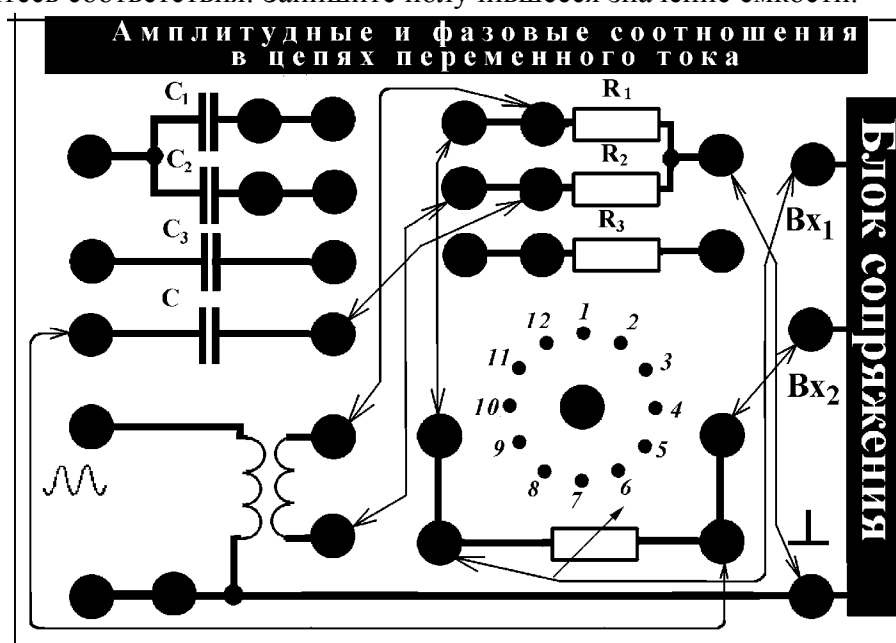 Амплитудные и фазовые соотношения
в цепях переменного тока
C1
C2
C3
C
R1
R2
R3
Вх1
Вх2
Блок сопряжения
1
2
3
4
5
6
7
8
9
10
11
12